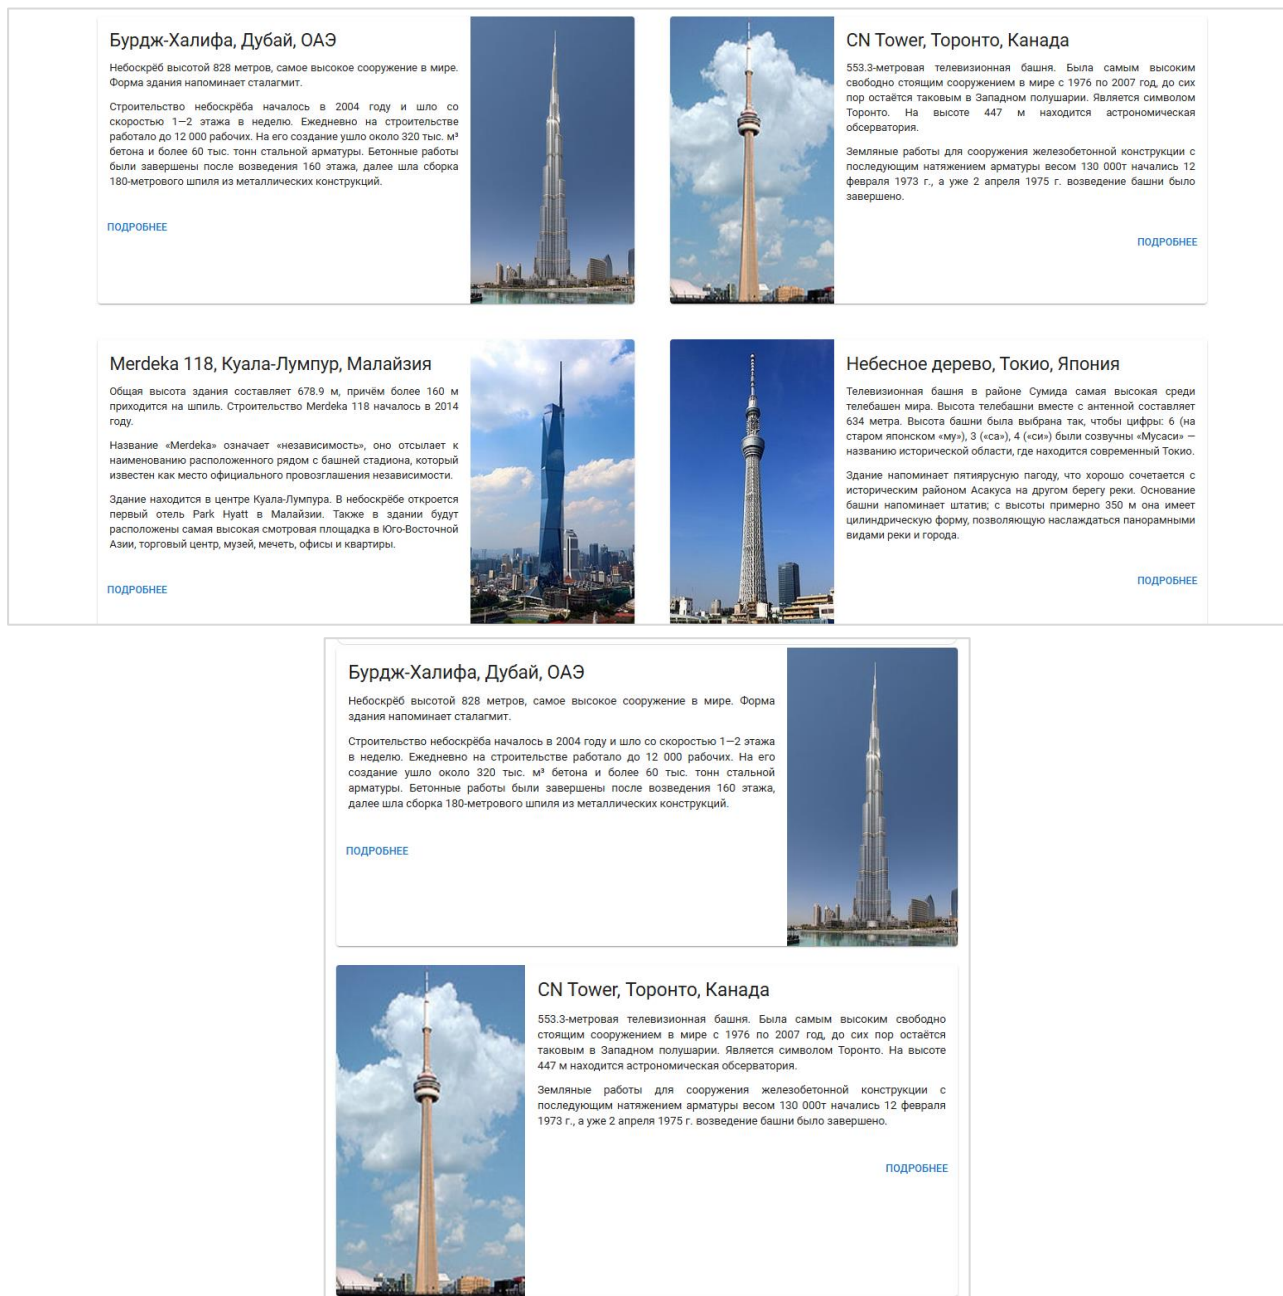 Бурдж-Халифа, Дубай, ОАЭ
Небоскрёб высотой 828 метров, самое высокое сооружение в мире.
Форма здания напоминает сталагмит.
Строительство небоскрёба началось в 2004 году и шло со
скоростью 1—2 этажа в неделю. Ежедневно на строительстве
работало до 12 000 рабочих. На его создание ушло около 320 тыс. м³
бетона и более 60 тыс. тонн стальной арматуры. Бетонные работы
были завершены после возведения 160 этажа, далее шла сборка
180-метрового шпиля из металлических конструкций.
ПОДРОБНЕЕ
CN Tower, Торонто, Канада
553.3-метровая телевизионная башня. Была самым высоким
свободно стоящим сооружением в мире с 1976 по 2007 год, до сих
пор остаётся таковым в Западном полушарии. Является символом
Торонто. На высоте 447 м находится астрономическая
обсерватория.
Земляные работы для сооружения железобетонной конструкции с
последующим натяжением арматуры весом 130 000т начались 12
февраля 1973 г., а уже 2 апреля 1975 г. возведение башни было
завершено.
ПОДРОБНЕЕ
Merdeka 118, Куала-Лумпур, Малайзия
Общая высота здания составляет 678.9 м, причём более 160 м
приходится на шпиль. Строительство Merdeka 118 началось в 2014
году.
Название «Merdeka» означает «независимость», оно отсылает к
наименованию расположенного рядом с башней стадиона, который
известен как место официального провозглашения независимости.
Здание находится в центре Куала-Лумпура. В небоскрёбе откроется
первый отель Park Hyatt в Малайзии. Также в здании будут
расположены самая высокая смотровая площадка в Юго-Восточной
Азии, торговый центр, музей, мечеть, офисы и квартиры.
ПОДРОБНЕЕ
Небесное дерево, Токио, Япония
Телевизионная башня в районе Сумида самая высокая среди
телебашен мира. Высота телебашни вместе с антенной составляет
634 метра. Высота башни была выбрана так, чтобы цифры: 6 (на
старом японском «му»), 3 («са»), 4 («си») были созвучны «Мусаси» —
названию исторической области, где находится современный Токио.
Здание напоминает пятиярусную пагоду, что хорошо сочетается с
историческим районом Асакуса на другом берегу реки. Основание
башни напоминает штатив; с высоты примерно 350 м она имеет
цилиндрическую форму, позволяющую наслаждаться панорамными
видами реки и города.
ПОДРОБНЕЕ
Бурдж-Халифа, Дубай, ОАЭ
Небоскрёб высотой 828 метров, самое высокое сооружение в мире. Форма
здания напоминает сталагмит.
Строительство небоскрёба началось в 2004 году и шло со скоростью 1—2 этажа
в неделю. Ежедневно на строительстве работало до 12 000 рабочих. На его
создание ушло около 320 тыс. м³ бетона и более 60 тыс. тонн стальной
арматуры. Бетонные работы были завершены после возведения 160 этажа,
далее шла сборка 180-метрового шпиля из металлических конструкций.
ПОДРОБНЕЕ
CN Tower, Торонто, Канада
553.3-метровая телевизионная башня. Была самым высоким свободно
стоящим сооружением в мире с 1976 по 2007 год, до сих пор остаётся
таковым в Западном полушарии. Является символом Торонто. На высоте
447 м находится астрономическая обсерватория.
Земляные работы для сооружения железобетонной конструкции с
последующим натяжением арматуры весом 130 000т начались 12 февраля
1973 г., а уже 2 апреля 1975 г. возведение башни было завершено.
ПОДРОБНЕЕ